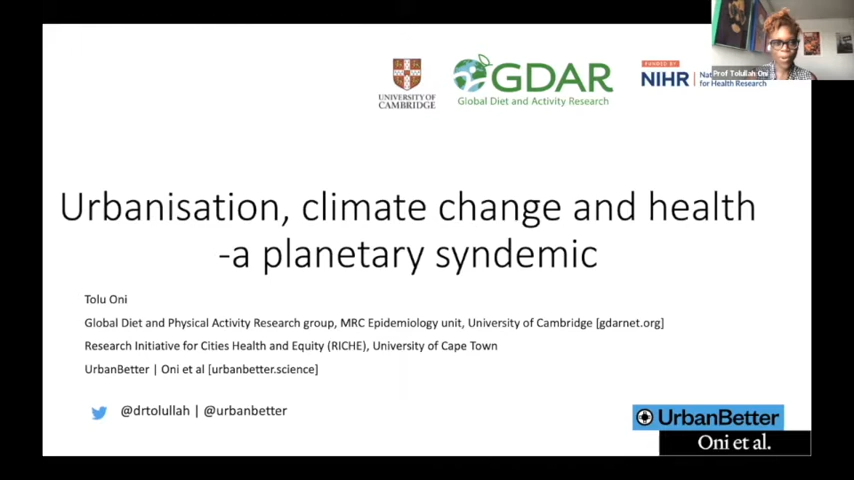 UNIVERSITY OF
CAMBRIDGE
GDAR
Global Diet and Activity Research
FUNDED BY
NIHR
for Health Research
Prof Tolullah Oni
Urbanisation, climate change and health
-a planetary syndemic
Tolu Oni
Global Diet and Physical Activity Research group, MRC Epidemiology unit, University of Cambridge [gdarnet.org]
Research Initiative for Cities Health and Equity (RICHE), University of Cape Town
UrbanBetter | Oni et al [urbanbetter.science]
@drtolullah | @urbanbetter
UrbanBetter
Oni et al.